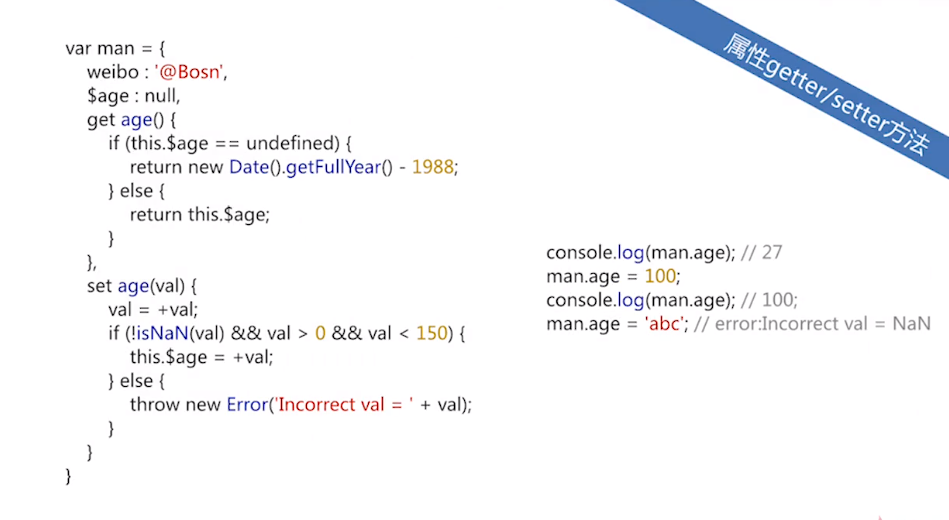 属性getter/setter方法
var man = {
weibo : '@Bosn',
$age : null,
get age() {
if (this.$age == undefined) {
return new Date().getFullYear() - 1988;
} else {
return this.$age;
}
},
set age(val) {
val = +val;
if (!isNaN(val) && val > 0 && val < 150) {
this.$age = +val;
} else {
throw new Error('Incorrect val = ' + val);
}
}
}
console.log(man.age); // 27
man.age = 100;
console.log(man.age); // 100;
man.age = 'abc'; // error:Incorrect val = NaN